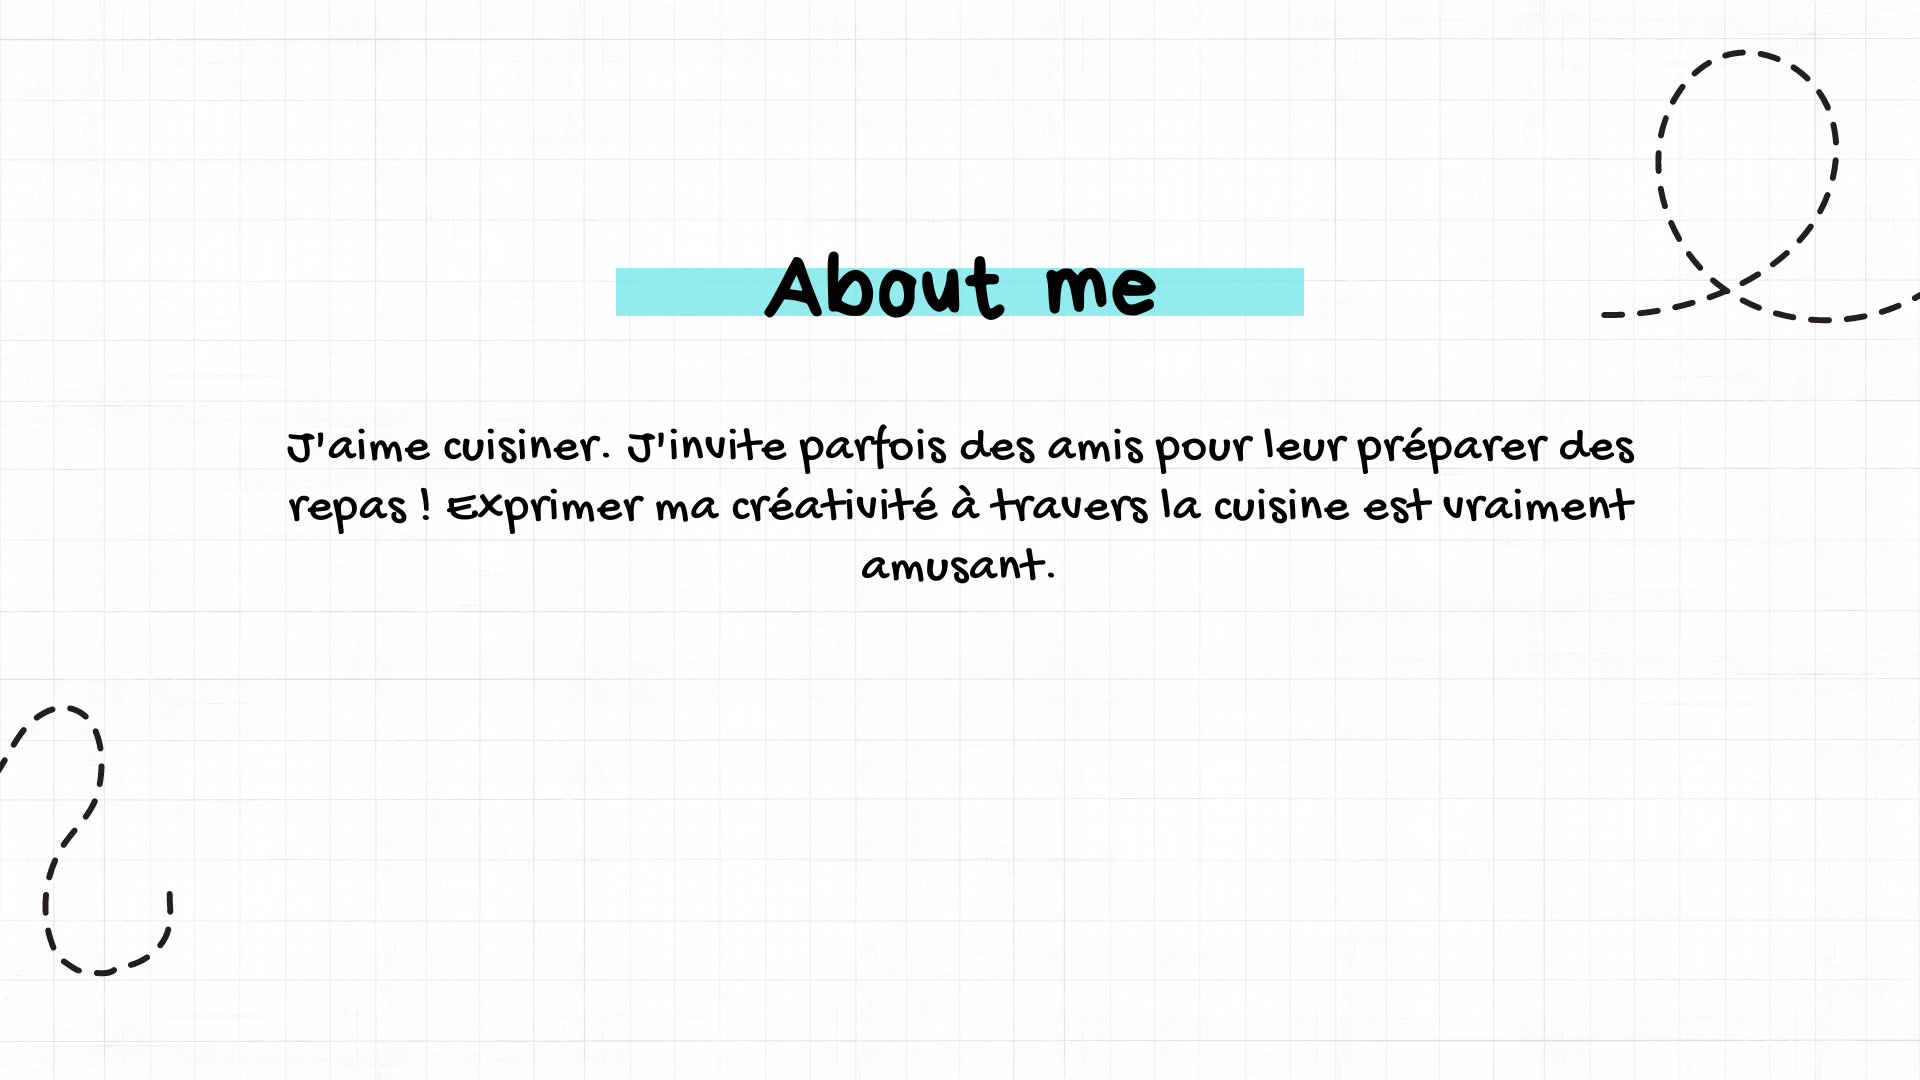 About me
J'aime cuisiner. J'invite parfois des amis pour leur préparer des
repas ! Exprimer ma créativité à travers la cuisine est vraiment
amusant.